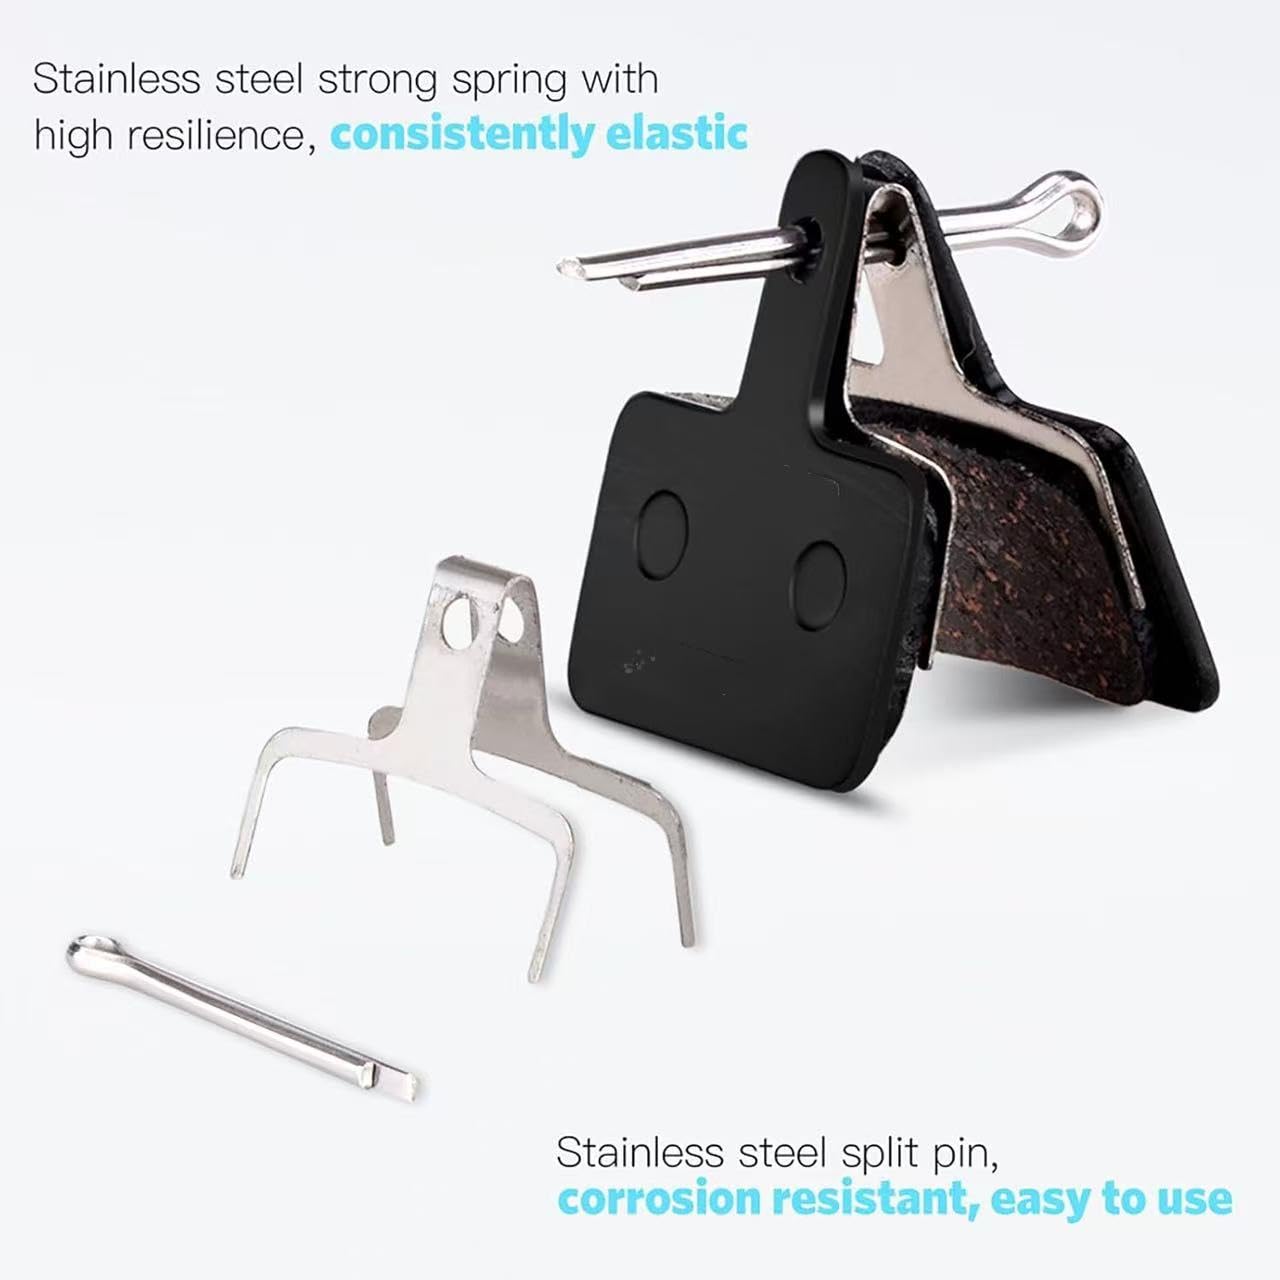 Stainless steel strong spring with
high resilience, consistently elastic
Stainless steel split pin,
corrosion resistant, easy to use